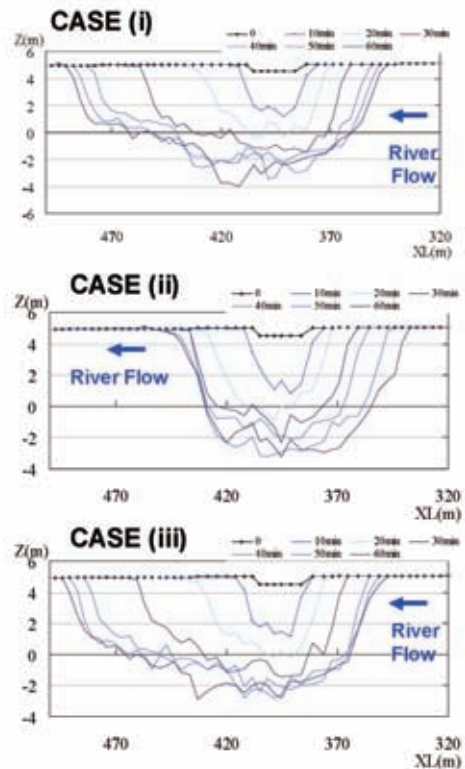 CASE (i)
Z(m)
0 10min 20min 30min
40min 50min 60min
6
4
2
0
-2
-4
-6
River
Flow
470 420 370 320
XL(m)
CASE (ii)
Z(m)
0 10min 20min 30min
40min 50min 60min
6
4
2
0
-2
-4
River Flow
470 420 370 320
XL(m)
CASE (iii)
Z(m)
0 10min 20min 30min
40min 50min 60min
6
4
2
0
-2
-4
River
Flow
470 420 370 320
XL(m)